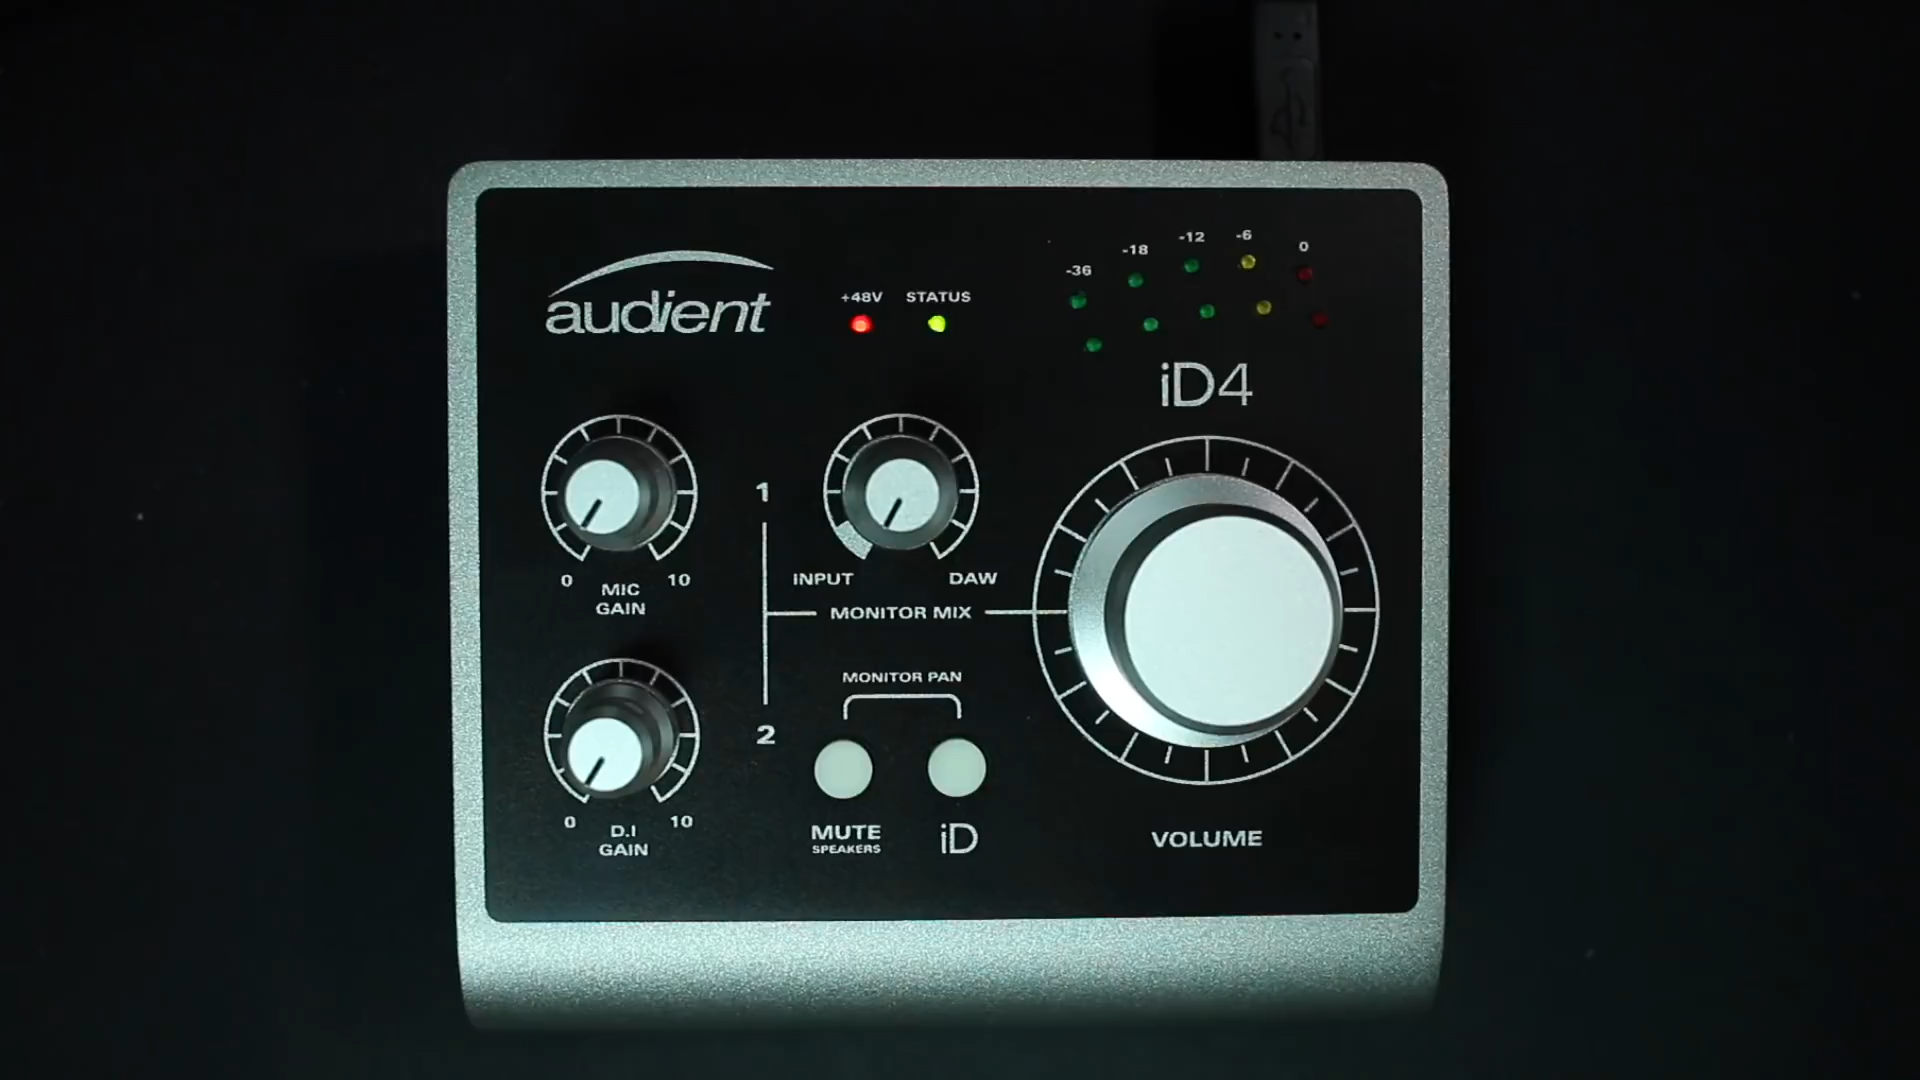 audient
+48V STATUS
-36 -18 -12 -6 0
iD4
1
0 10
MIC
GAIN
INPUT DAW
MONITOR MIX
MONITOR PAN
2
0 10
D.I
GAIN
MUTE
SPEAKERS
iD
VOLUME